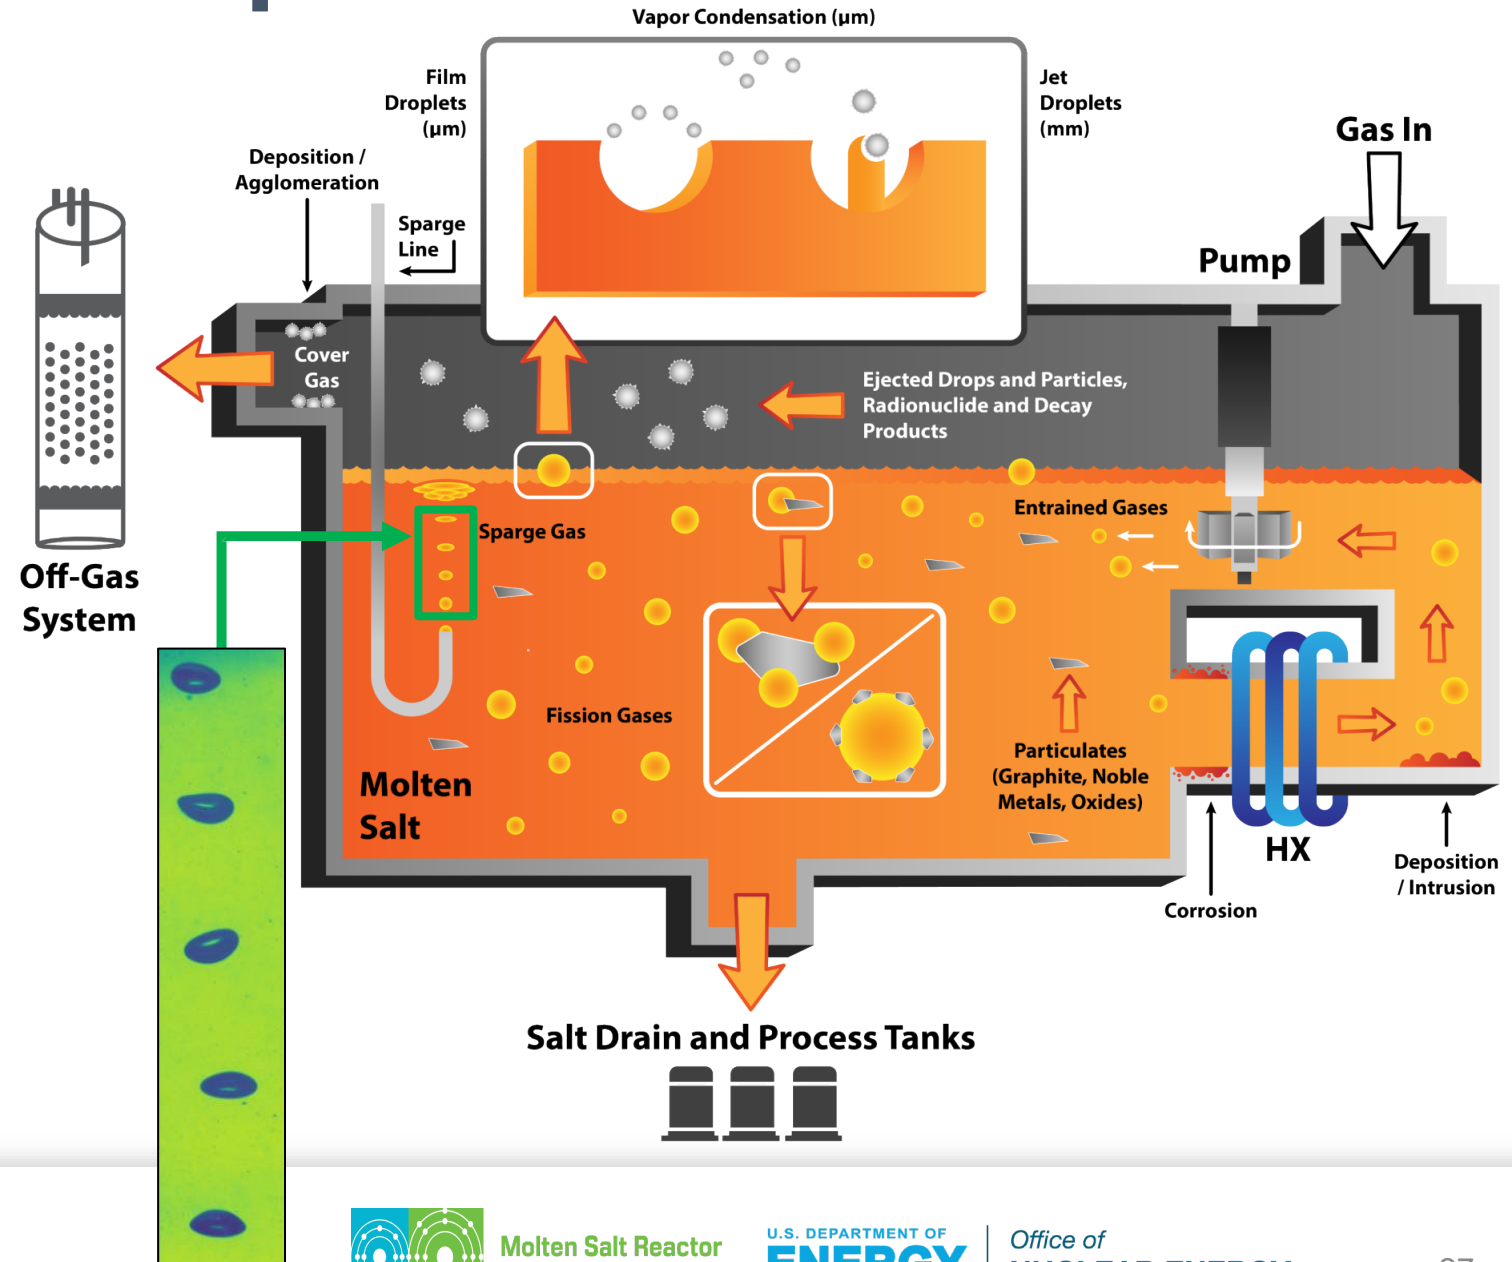 Vapor Condensation (μm)
Film
Droplets
(μm)
Jet
Droplets
(mm)
Gas In
Deposition /
Agglomeration
Sparge
Line
Pump
Cover
Gas
Ejected Drops and Particles,
Radionuclide and Decay
Products
Entrained Gases
Sparge Gas
Off-Gas
System
Fission Gases
Molten
Salt
Particulates
(Graphite, Noble
Metals, Oxides)
HX
Deposition
/ Intrusion
Corrosion
Salt Drain and Process Tanks
Molten Salt Reactor
U.S. DEPARTMENT OF
ENERGY
Office of
NUCLEAR ENERGY